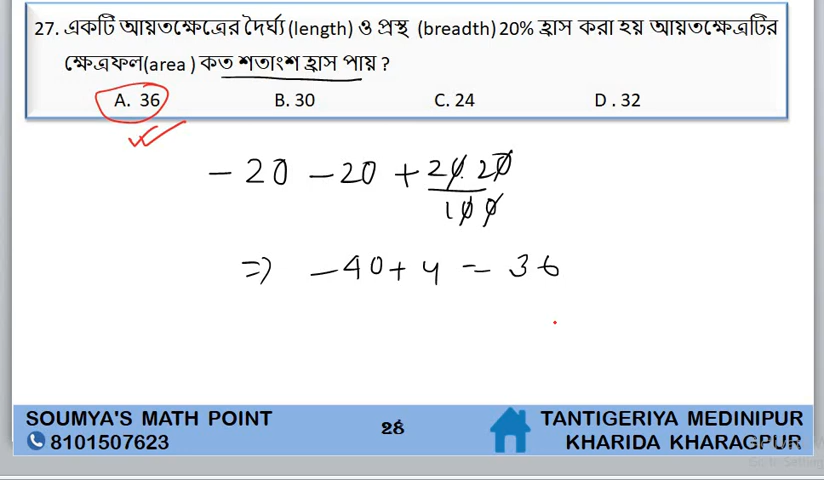 27. একটি আয়তক্ষেত্রের দৈর্ঘ্য (length) ও প্রস্থ (breadth) 20% হ্রাস করা হয় আয়তক্ষেত্রটির
ক্ষেত্রফল(area ) কত শতাংশ হ্রাস পায় ?
A. 36 B. 30 C. 24 D . 32
- 20 - 20 + 20. 20
100
⇒ - 40 + 4 = 36
SOUMYA'S MATH POINT
8101507623
28
TANTIGERIYA MEDINIPUR
KHARIDA KHARAGPUR